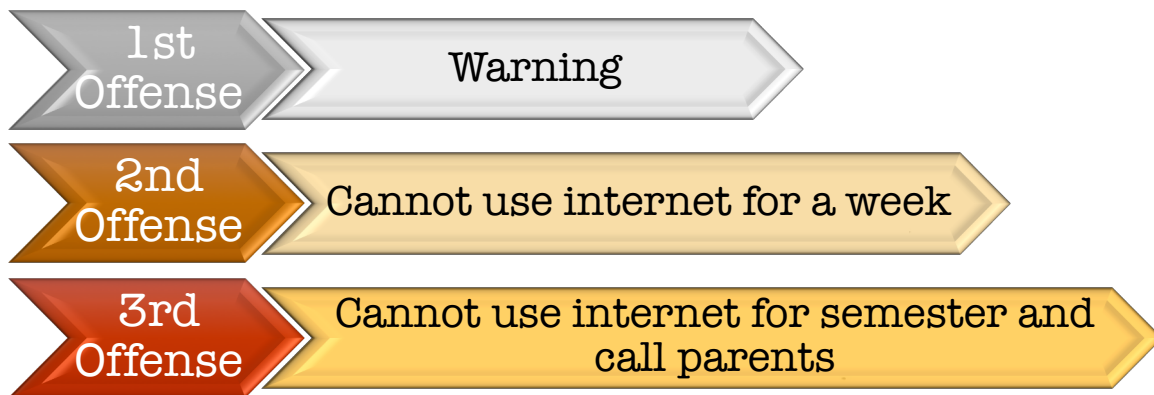 1st
Offense
Warning
2nd
Offense
Cannot use internet for a week
3rd
Offense
Cannot use internet for semester and
call parents